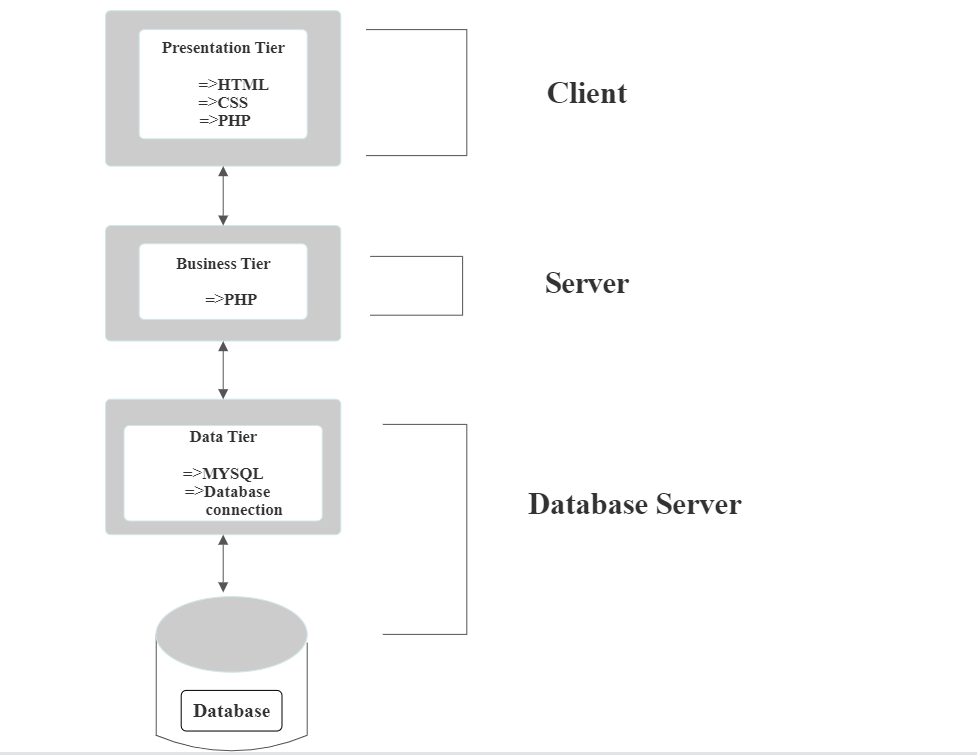 Presentation Tier
=>HTML
=>CSS
=>PHP
Client
Business Tier
=>PHP
Server
Data Tier
=>MYSQL
=>Database
connection
Database Server
Database